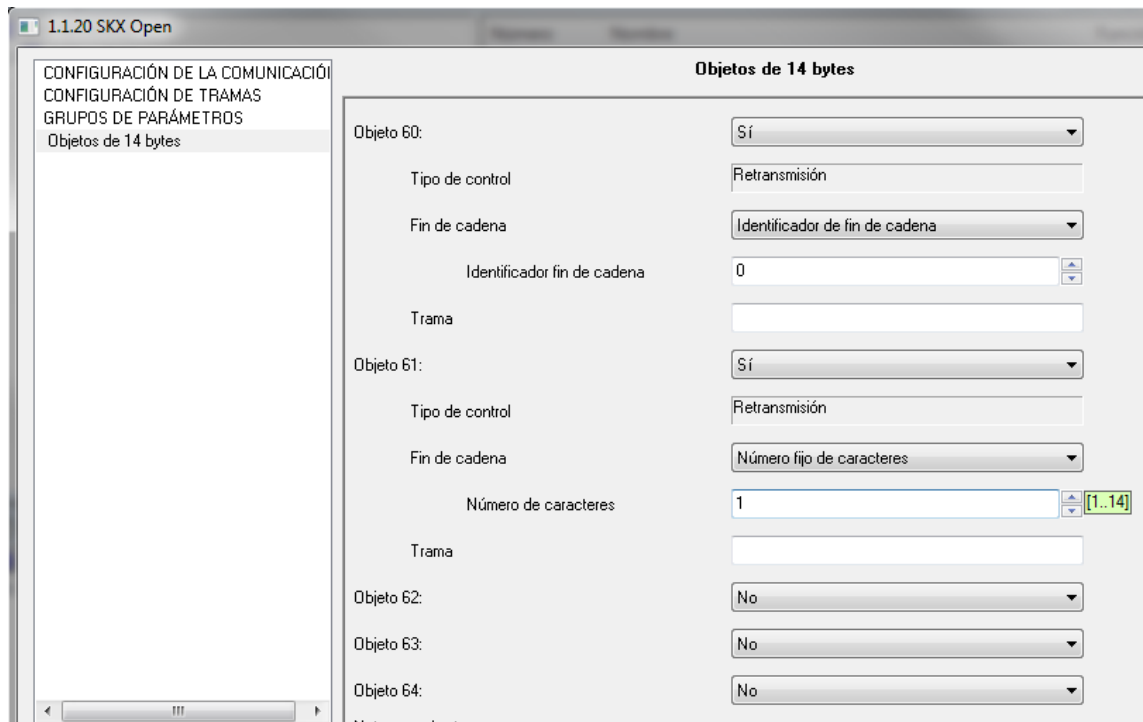 1.1.20 SKX Open
CONFIGURACIÓN DE LA COMUNICACIÓI
CONFIGURACIÓN DE TRAMAS
GRUPOS DE PARÁMETROS
Objetos de 14 bytes
Objetos de 14 bytes
Objeto 60: Sí
Tipo de control Retransmisión
Fin de cadena Identificador de fin de cadena
Identificador fin de cadena 0
Trama
Objeto 61: Sí
Tipo de control Retransmisión
Fin de cadena Número fijo de caracteres
Número de caracteres 1 [1..14]
Trama
Objeto 62: No
Objeto 63: No
Objeto 64: No